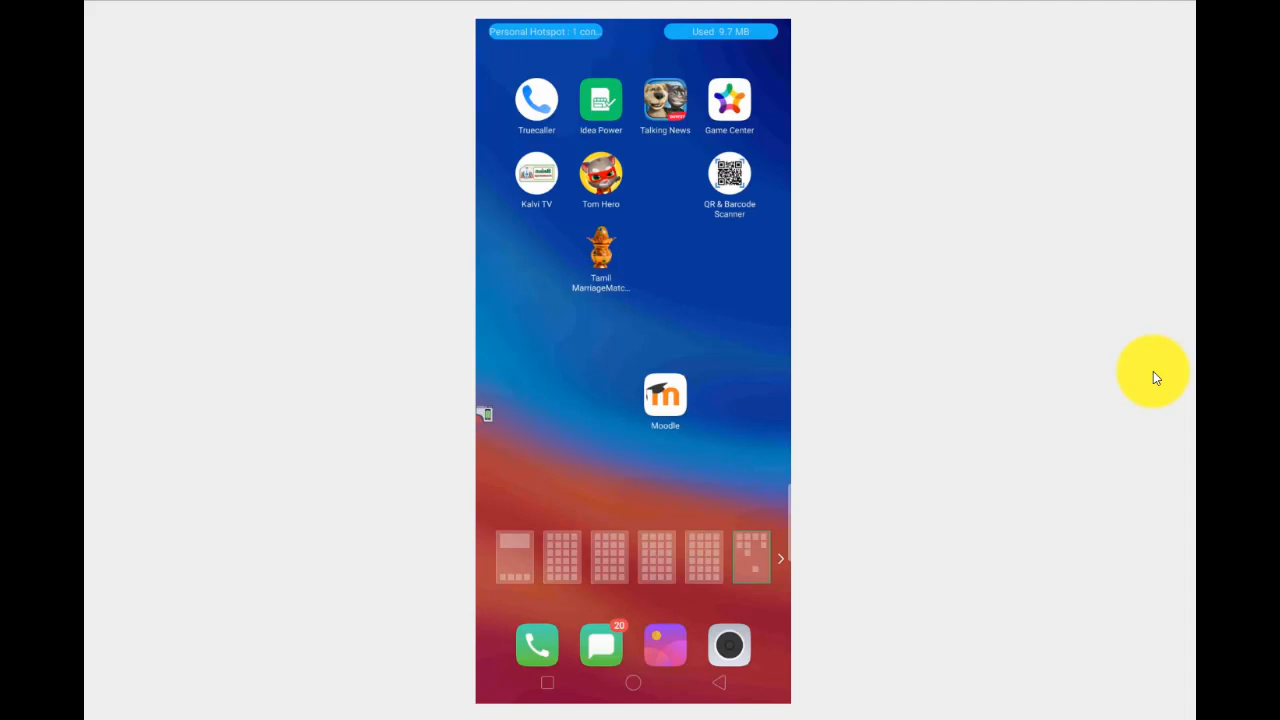 Personal Hotspot : 1 con...
Used 9.7 MB
Truecaller
Idea Power
Talking News
Game Center
Kalvi TV
Tom Hero
QR & Barcode
Scanner
Tamil
MarriageMatc...
m
Moodle
20